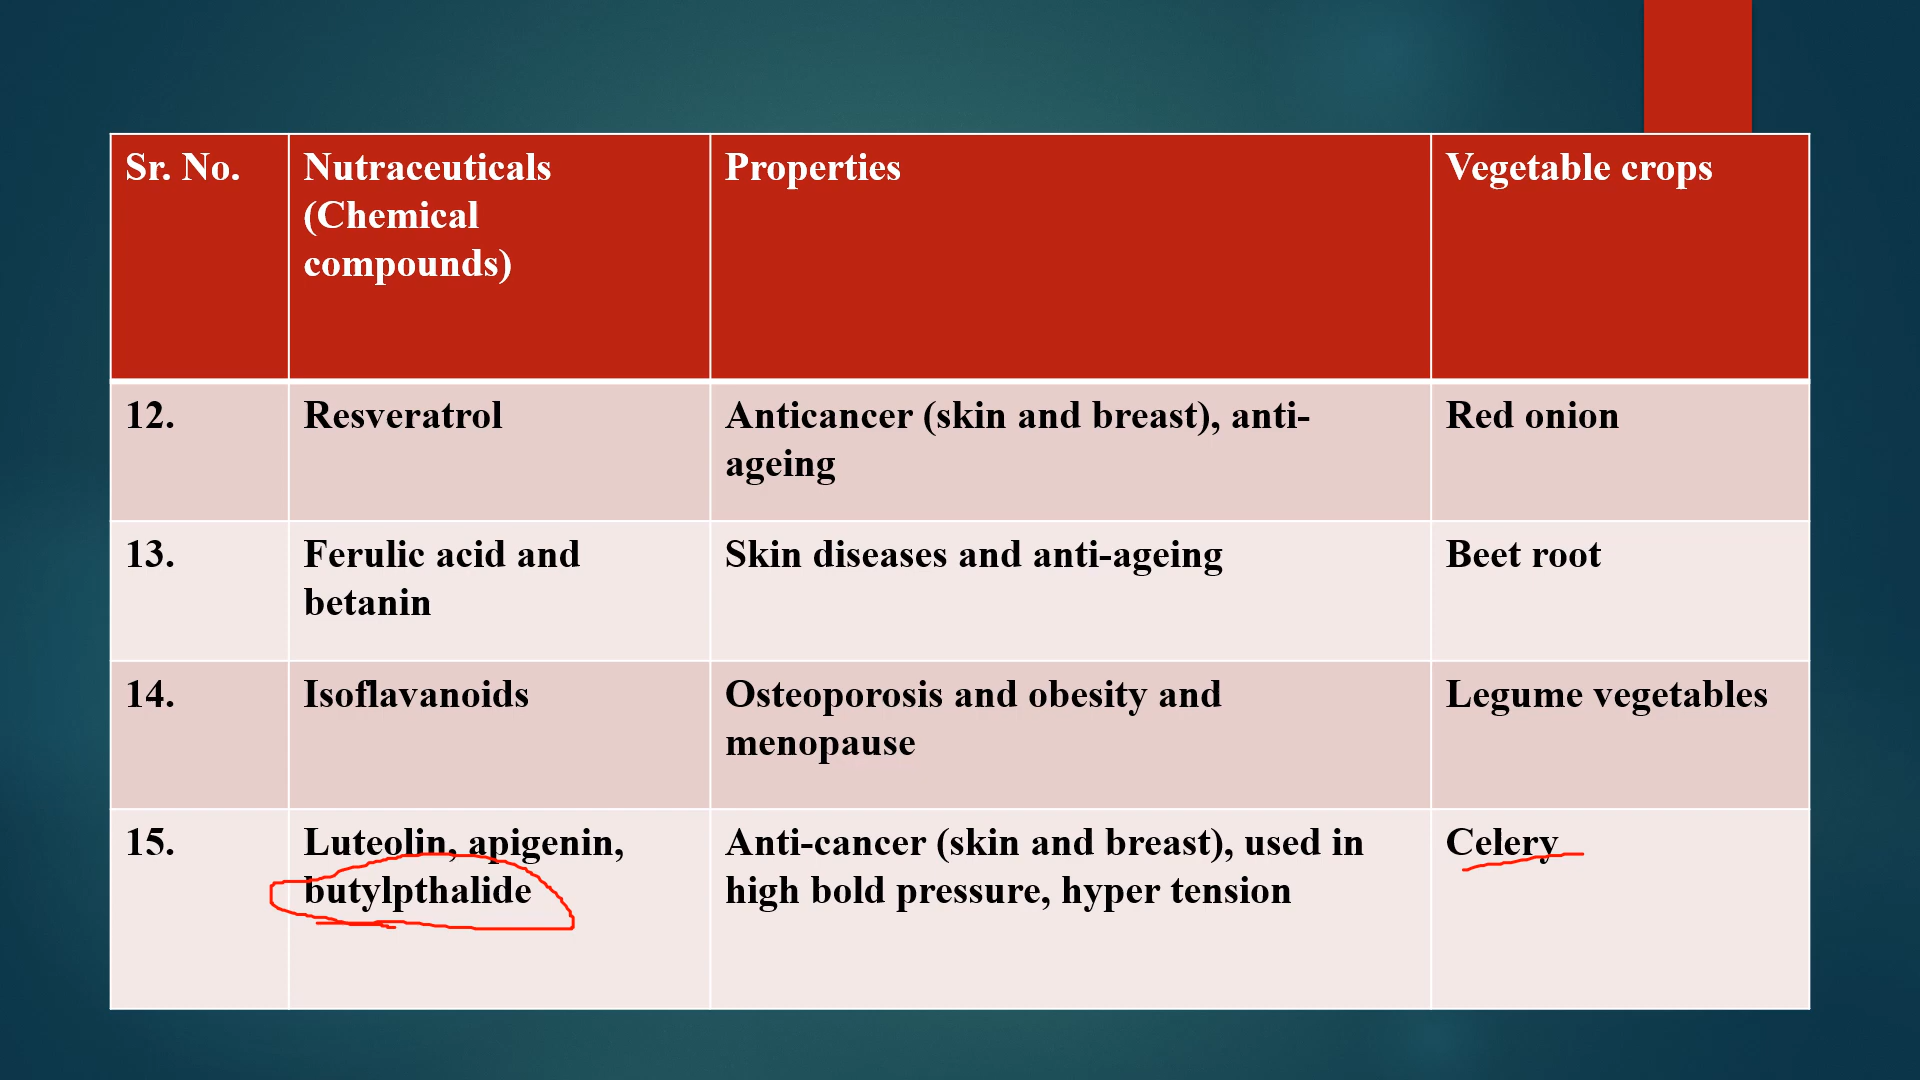 Sr. No.
Nutraceuticals
(Chemical
compounds)
Properties
Vegetable crops
12.
Resveratrol
Anticancer (skin and breast), anti-
ageing
Red onion
13.
Ferulic acid and
betanin
Skin diseases and anti-ageing
Beet root
14.
Isoflavanoids
Osteoporosis and obesity and
menopause
Legume vegetables
15.
Luteolin, apigenin,
butylpthalide
Anti-cancer (skin and breast), used in
high bold pressure, hyper tension
Celery